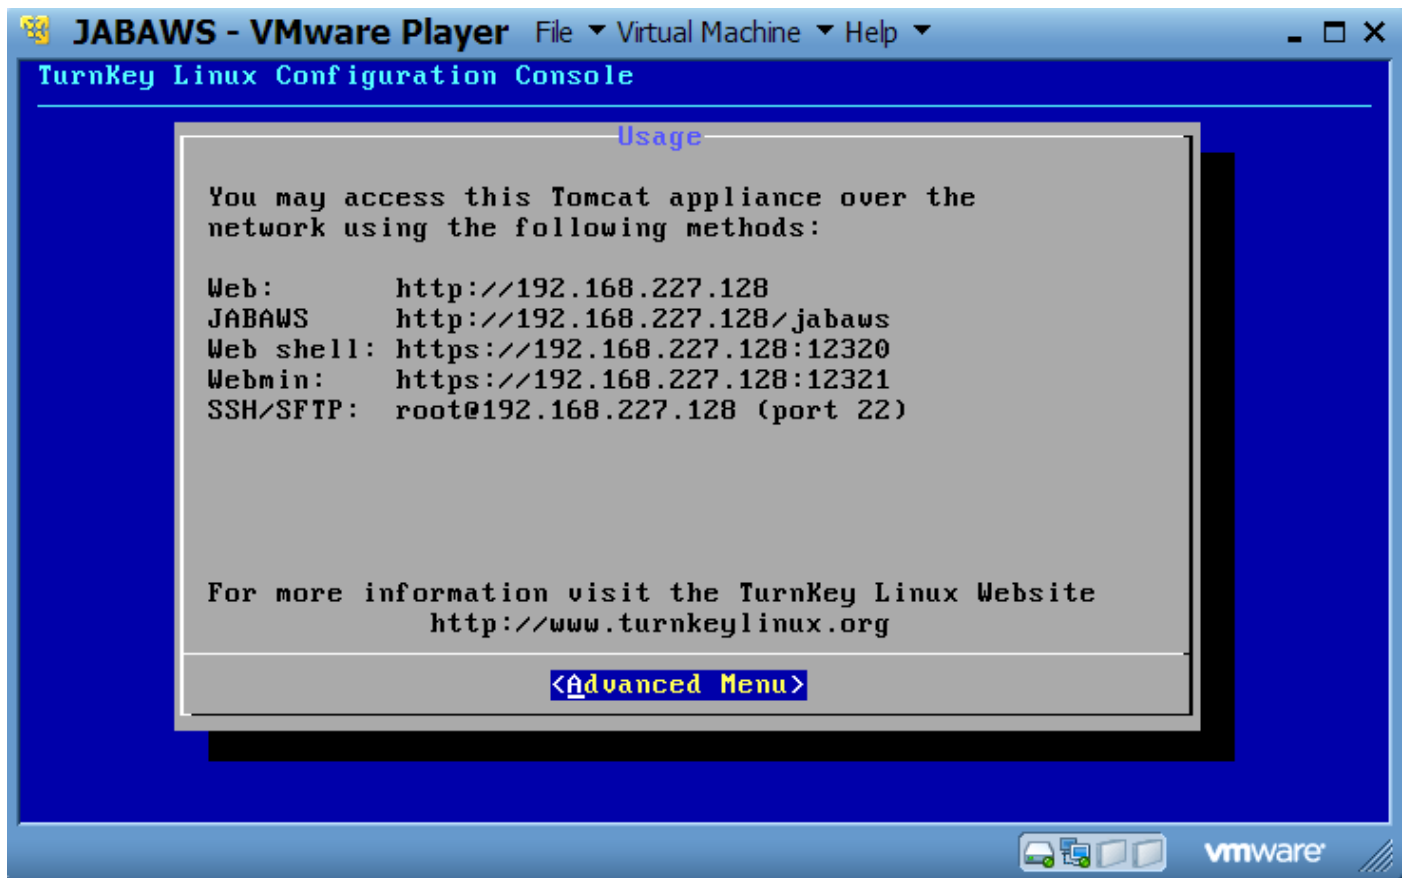 JABAWS - VMware Player File Virtual Machine Help
TurnKey Linux Configuration Console
Usage
You may access this Tomcat appliance over the
network using the following methods:
Web: http://192.168.227.128
JABAWS http://192.168.227.128/jabaws
Web shell: https://192.168.227.128:12320
Webmin: https://192.168.227.128:12321
SSH/SFTP: root@192.168.227.128 (port 22)
For more information visit the TurnKey Linux Website
http://www.turnkeylinux.org
<Advanced Menu>
vmware